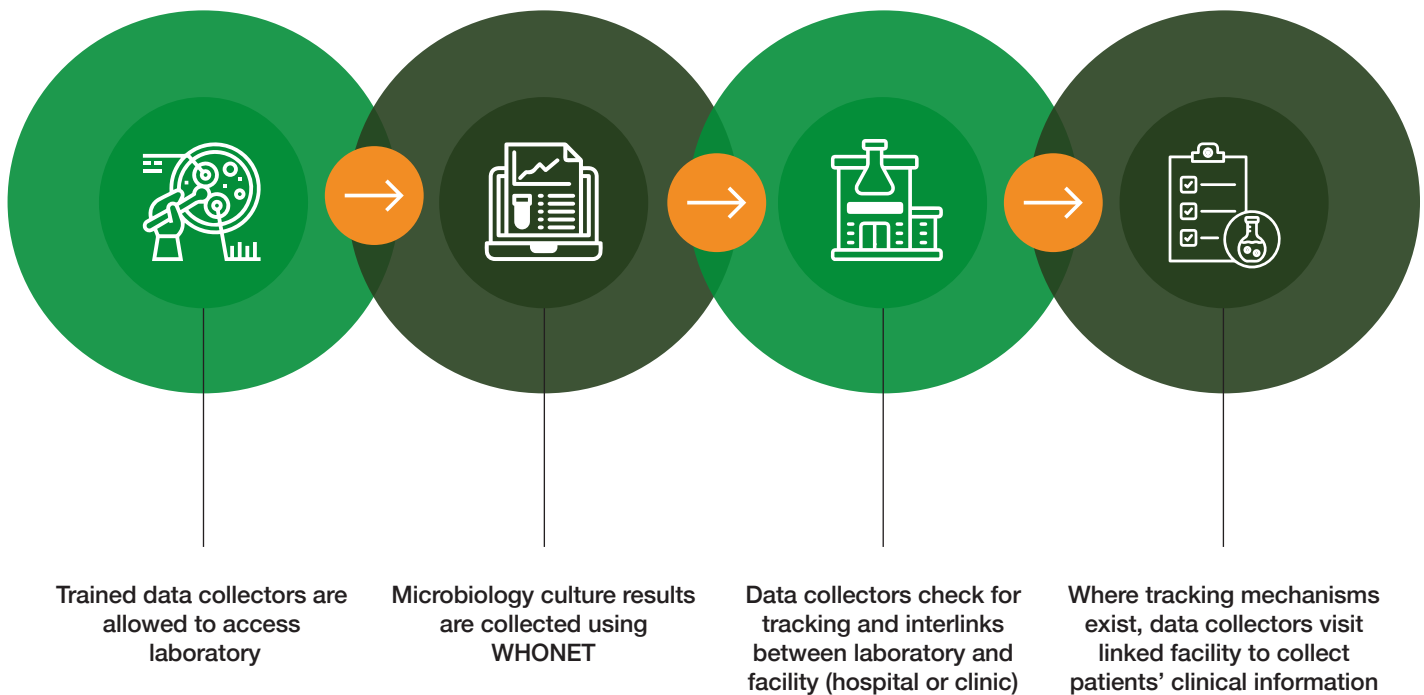 Trained data collectors are
allowed to access
laboratory
Microbiology culture results
are collected using
WHONET
Data collectors check for
tracking and interlinks
between laboratory and
facility (hospital or clinic)
Where tracking mechanisms
exist, data collectors visit
linked facility to collect
patients’ clinical information